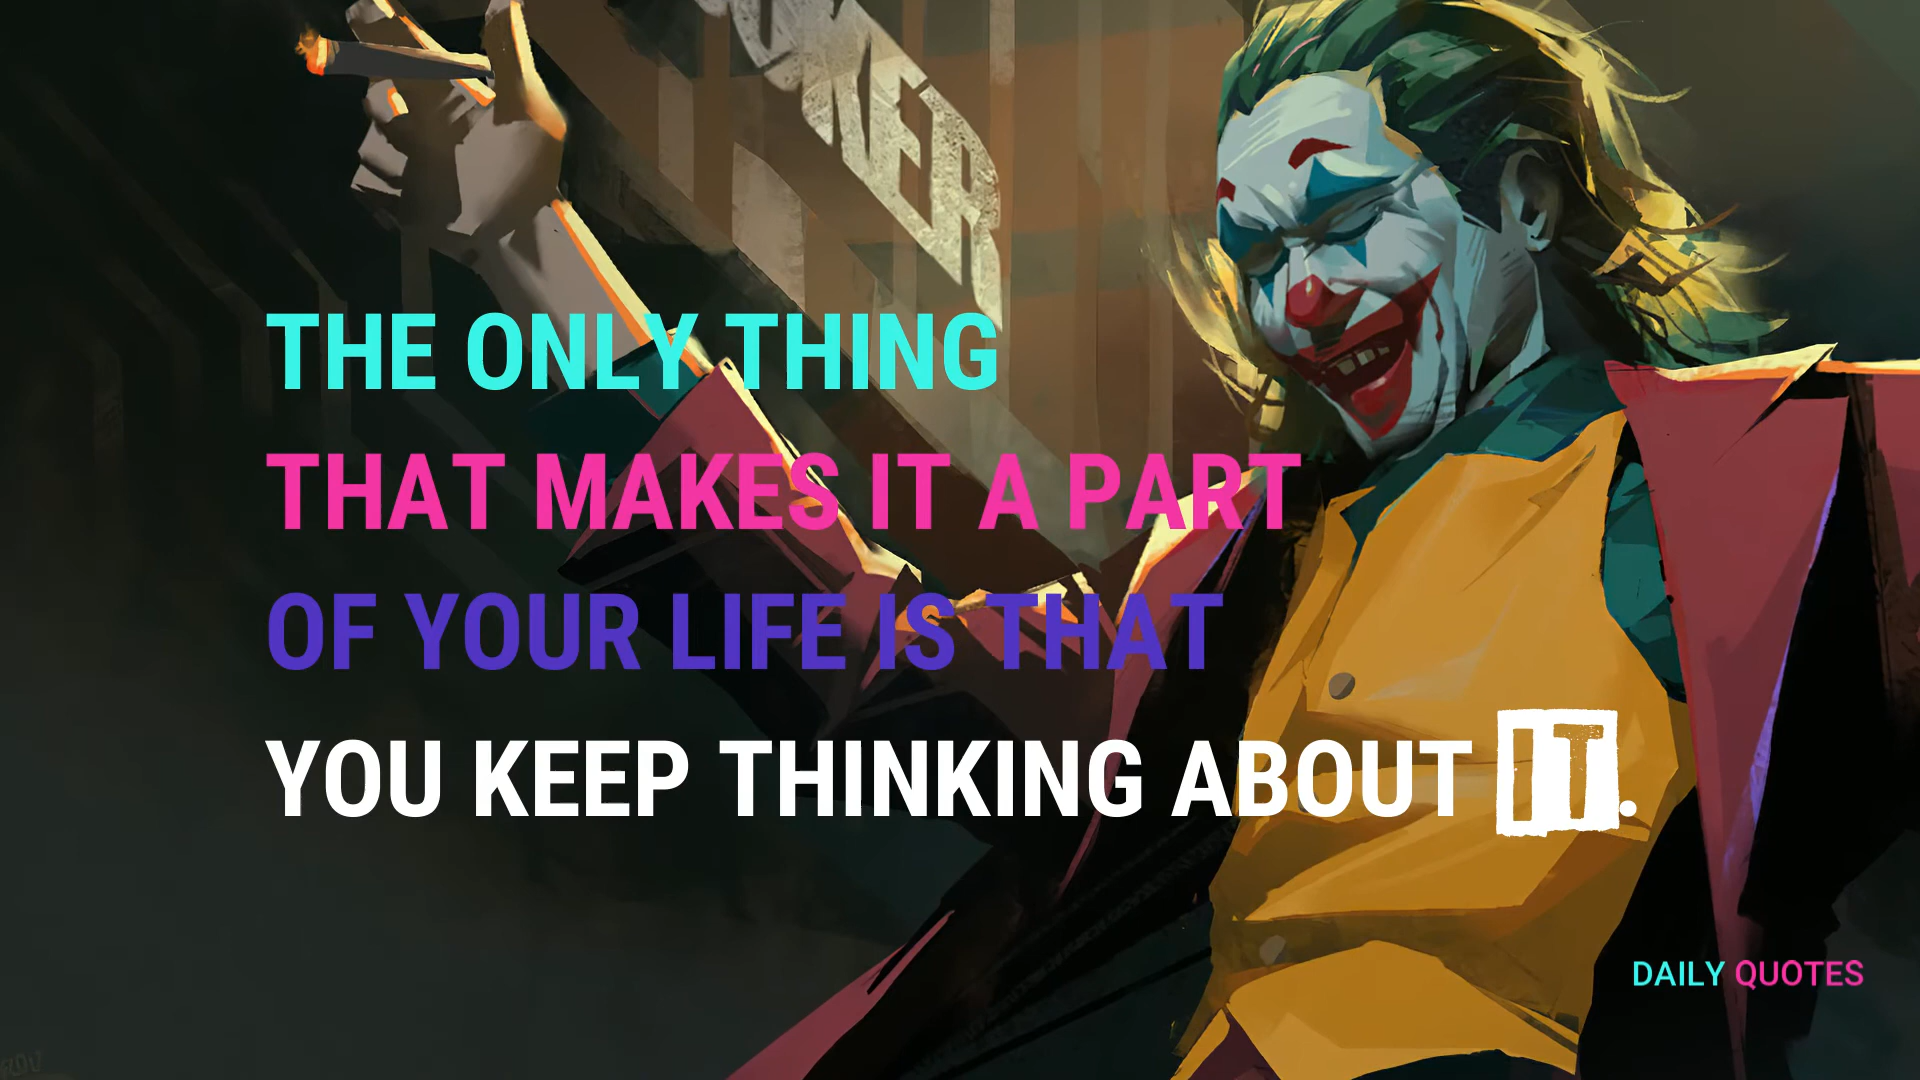 JOKER
THE ONLY THING
THAT MAKES IT A PART
OF YOUR LIFE IS THAT
YOU KEEP THINKING ABOUT IT.
DAILY QUOTES